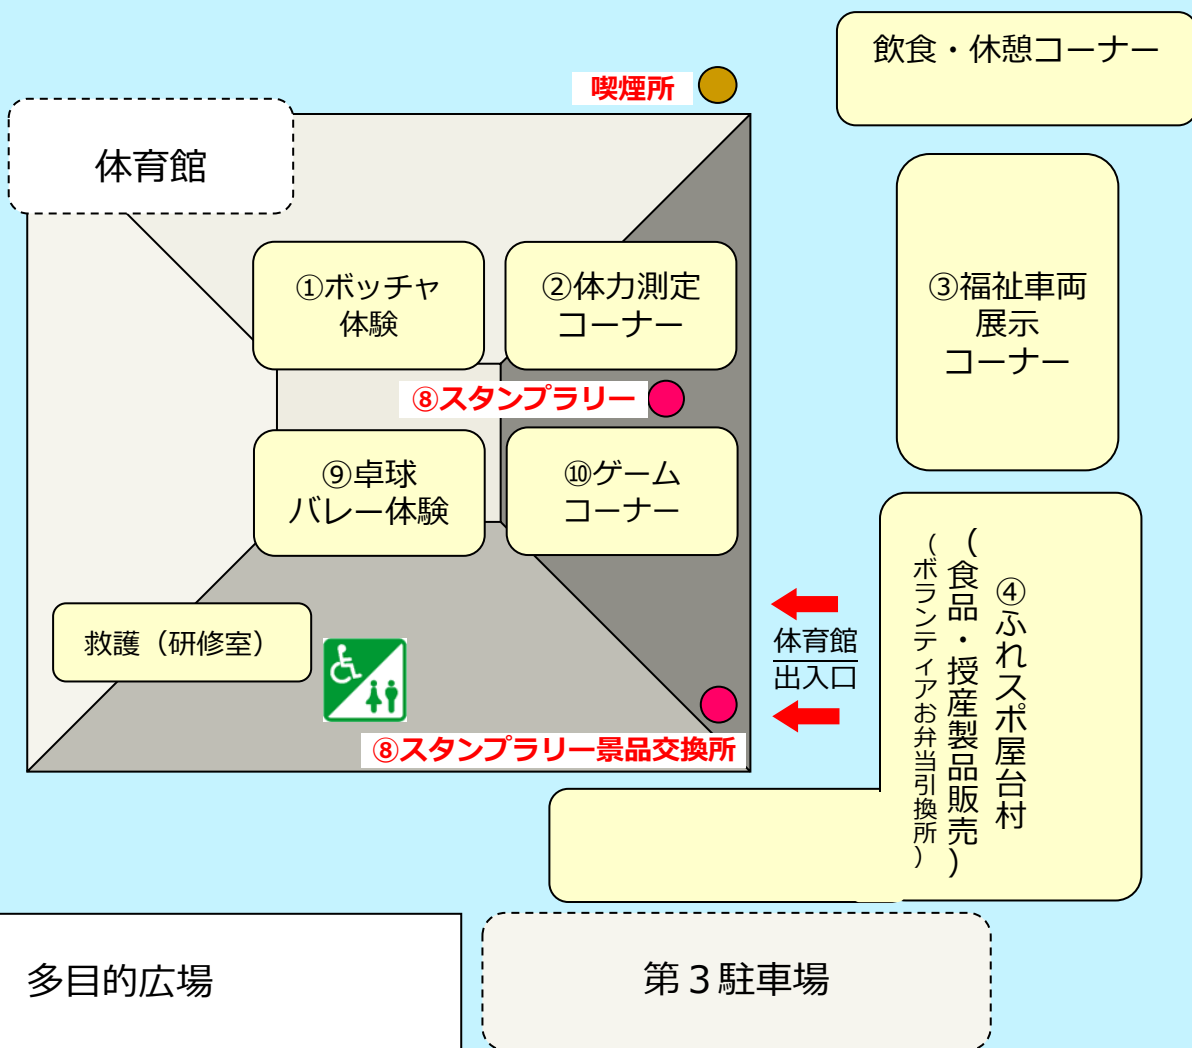 飲食・休憩コーナー
喫煙所
体育館
①ボッチャ
体験
②体力測定
コーナー
③福祉車両
展示
コーナー
⑧スタンプラリー
⑨卓球
バレー体験
⑩ゲーム
コーナー
④ふれスポ屋台村
(食品・授産製品販売)
(ボランティアお弁当引換所)
体育館
出入口
救護（研修室）
⑧スタンプラリー景品交換所
多目的広場
第３駐車場